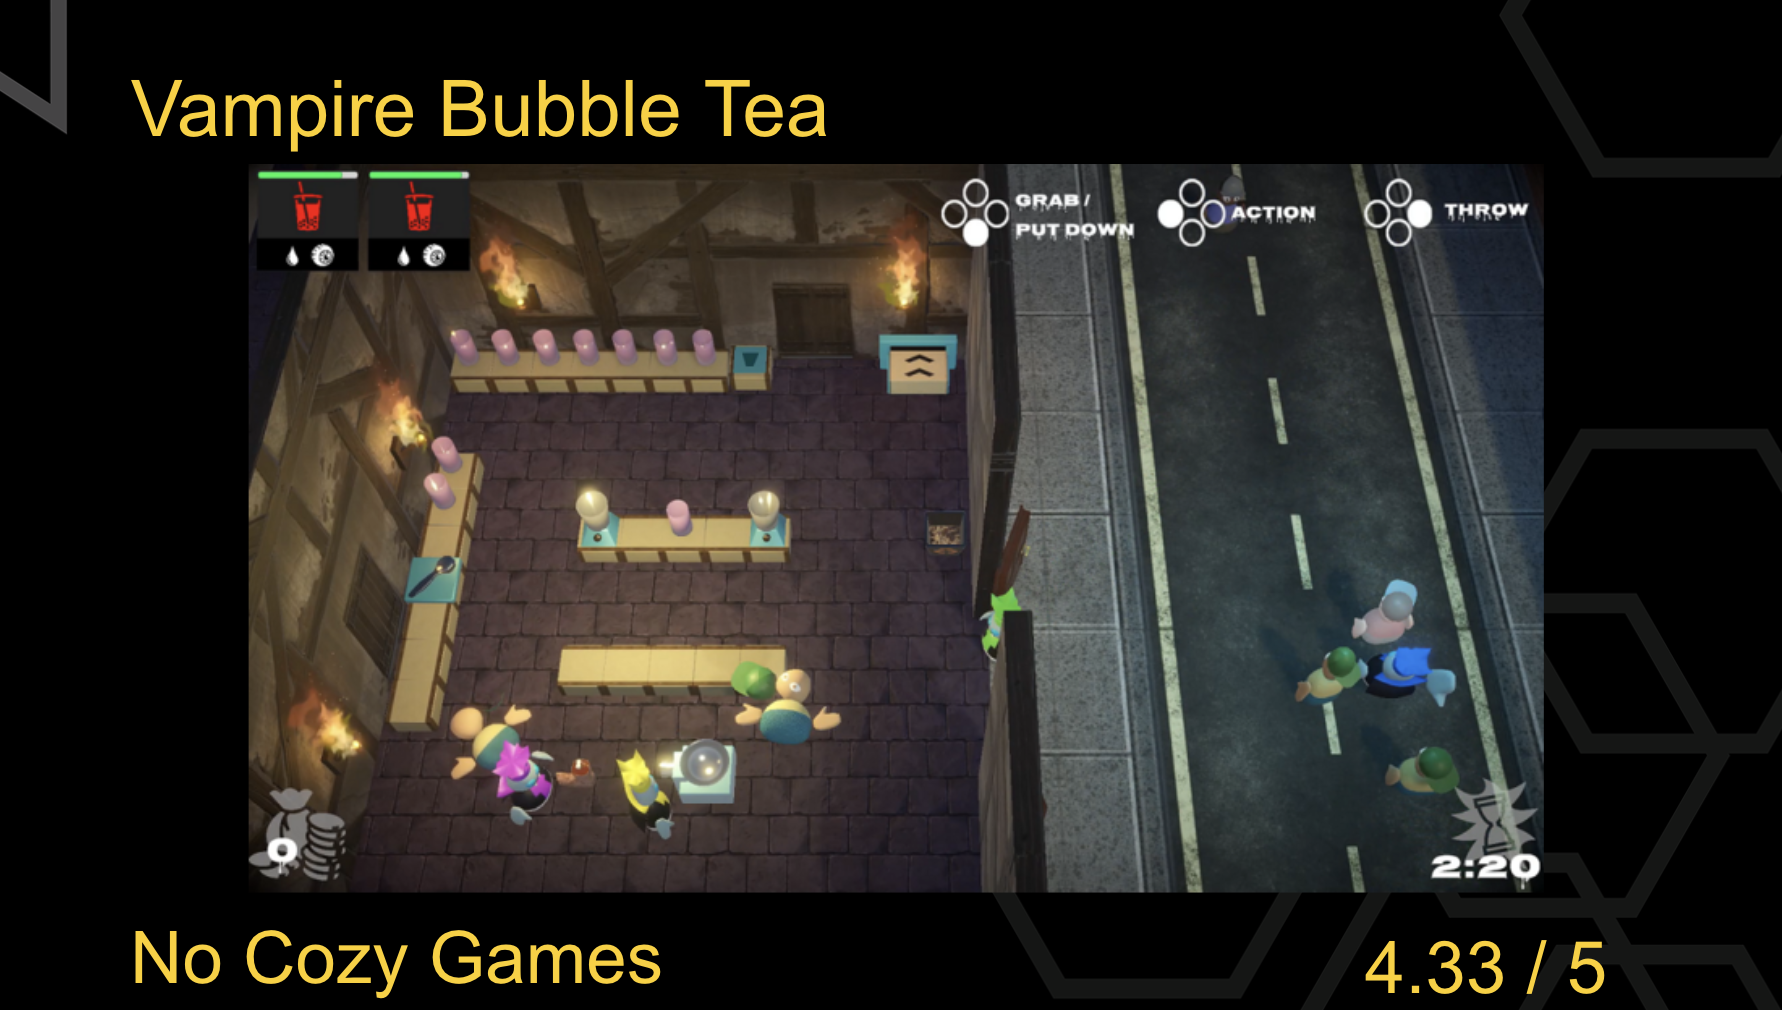 Vampire Bubble Tea
GRAB /
PUT DOWN
ACTION
THROW
0
2:20
No Cozy Games
4.33 / 5